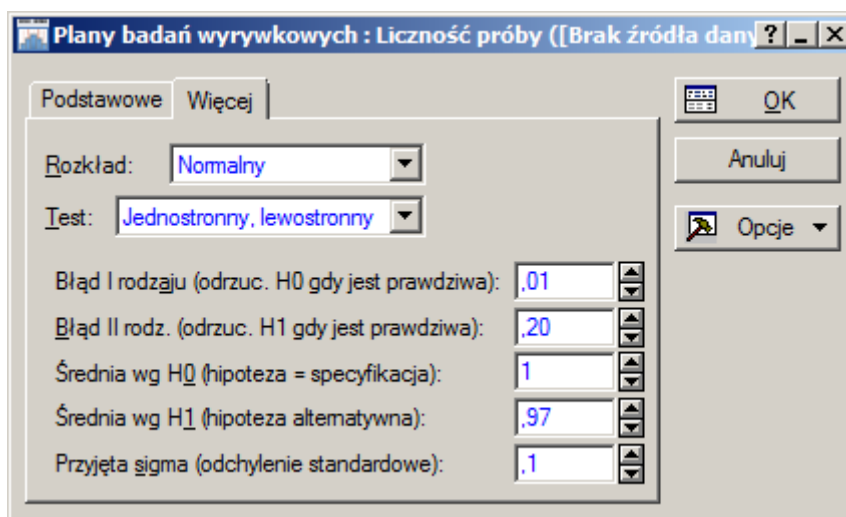 Plany badań wyrywkowych : Liczność próby ([Brak źródła dany
Podstawowe Więcej
OK
Anuluj
Opcje
Rozkład: Normalny
Test: Jednostronny, lewostronny
Błąd I rodzaju (odrzuc. H0 gdy jest prawdziwa): ,01
Błąd II rodz. (odrzuc. H1 gdy jest prawdziwa): ,20
Średnia wg H0 (hipoteza = specyfikacja): 1
Średnia wg H1 (hipoteza alternatywna): ,97
Przyjęta sigma (odchylenie standardowe): ,1